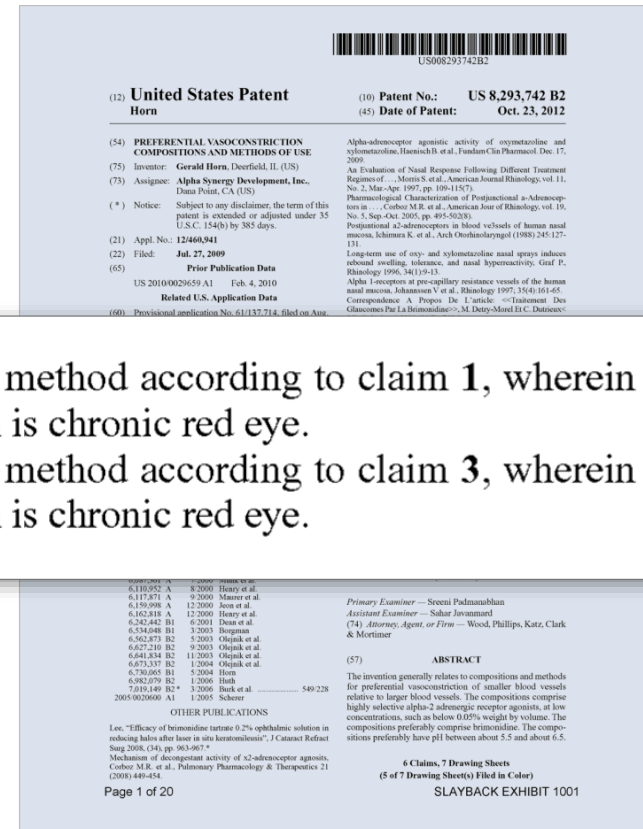 US008293742B2
(12) United States Patent
Horn
(10) Patent No.: US 8,293,742 B2
(45) Date of Patent: Oct. 23, 2012
(54) PREFERENTIAL VASOCONSTRICTION
COMPOSITIONS AND METHODS OF USE
(75) Inventor: Gerald Horn, Deerfield, IL (US)
(73) Assignee: Alpha Synergy Development, Inc.,
Dana Point, CA (US)
( * ) Notice: Subject to any disclaimer, the term of this
patent is extended or adjusted under 35
U.S.C. 154(b) by 385 days.
(21) Appl. No.: 12/460,941
(22) Filed: Jul. 27, 2009
(65) Prior Publication Data
US 2010/0029659 A1 Feb. 4, 2010
Related U.S. Application Data
(60) Provisional application No. 61/137,714, filed on Aug.
Alpha-adrenoceptor agonistic activity of oxymetazoline and
xylometazoline, Haenisch B. et al., Fundam Clin Pharmacol. Dec. 17,
2009.
An Evaluation of Nasal Response Following Different Treatment
Regimes of . . . , Morris S. et al., American Journal Rhinology, vol. 11,
No. 2, Mar.-Apr. 1997, pp. 109-115(7).
Pharmacological Characterization of Postjunctional a-Adrenocep-
tors in . . . , Corboz M.R. et al., American Jour of Rhinology, vol. 19,
No. 5, Sep.-Oct. 2005, pp. 495-502(8).
Postjuntional a2-adrenoceptors in blood ve3ssels of human nasal
mucosa, Ichimura K. et al., Arch Otorhinolaryngol (1988) 245:127-
131.
Long-term use of oxy- and xylometazoline nasal sprays induces
rebound swelling, tolerance, and nasal hyperreactivity, Graf P.,
Rhinology 1996, 34(1):9-13.
Alpha 1-receptors at pre-capillary resistance vessels of the human
nasal mucosa, Johannssen V et al., Rhinology 1997; 35(4):161-65.
Correspondence A Propos De L'article: <<Traitement Des
Glaucomes Par La Brimonidine>>, M. Detry-Morel Et C. Dutrieux<
method according to claim 1, wherein
is chronic red eye.
method according to claim 3, wherein
is chronic red eye.
6,110,952 A 8/2000 Henry et al.
6,117,871 A 9/2000 Maurer et al.
6,159,998 A 12/2000 Jeon et al.
6,162,818 A 12/2000 Henry et al.
6,242,442 B1 6/2001 Dean et al.
6,534,048 B1 3/2003 Borgman
6,562,873 B2 5/2003 Olejnik et al.
6,627,210 B2 9/2003 Olejnik et al.
6,641,834 B2 11/2003 Olejnik et al.
6,673,337 B2 1/2004 Olejnik et al.
6,730,065 B1 5/2004 Horn
6,982,079 B2 1/2006 Huth
7,019,149 B2 * 3/2006 Burk et al. .................. 549/228
2005/0020600 A1 1/2005 Scherer
OTHER PUBLICATIONS
Lee, "Efficacy of brimonidine tartrate 0.2% ophthalmic solution in
reducing halos after laser in situ keratomileusis", J Cataract Refract
Surg 2008, (34), pp. 963-967.*
Mechanism of decongestant activity of x2-adrenoceptor agnosits,
Corboz M.R. et al., Pulmonary Pharmacology & Therapeutics 21
(2008) 449-454.
Primary Examiner — Sreeni Padmanabhan
Assistant Examiner — Sahar Javanmard
(74) Attorney, Agent, or Firm — Wood, Phillips, Katz, Clark
& Mortimer
(57) ABSTRACT
The invention generally relates to compositions and methods
for preferential vasoconstriction of smaller blood vessels
relative to larger blood vessels. The compositions comprise
highly selective alpha-2 adrenergic receptor agonists, at low
concentrations, such as below 0.05% weight by volume. The
compositions preferably comprise brimonidine. The compo-
sitions preferably have pH between about 5.5 and about 6.5.
6 Claims, 7 Drawing Sheets
(5 of 7 Drawing Sheet(s) Filed in Color)
Page 1 of 20
SLAYBACK EXHIBIT 1001